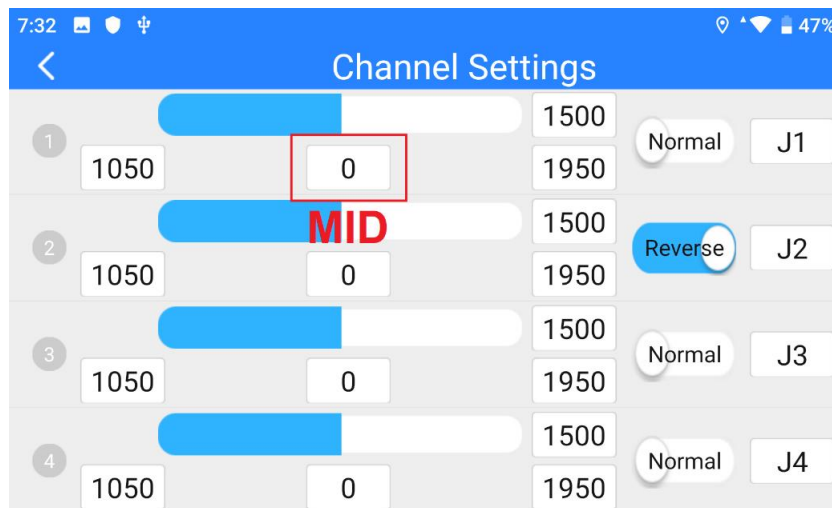 7:32 47%
Channel Settings
1 1500 Normal J1
1050 0 1950
MID
2 1500 Reverse J2
1050 0 1950
3 1500 Normal J3
1050 0 1950
4 1500 Normal J4
1050 0 1950